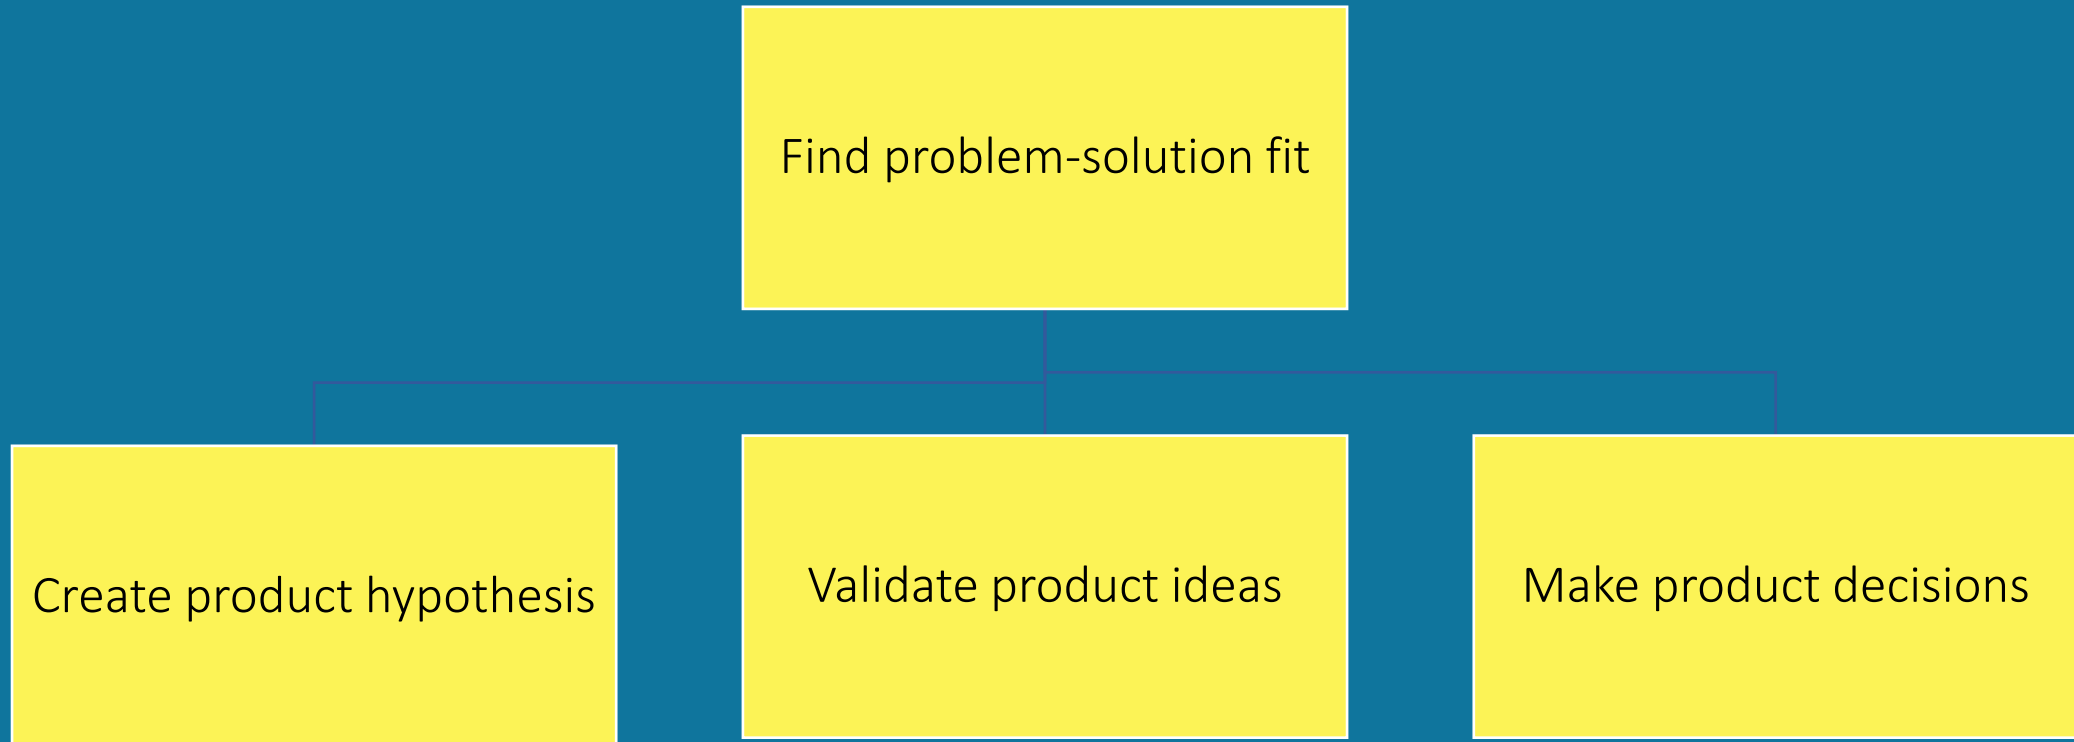 Find problem-solution fit
Create product hypothesis
Validate product ideas
Make product decisions